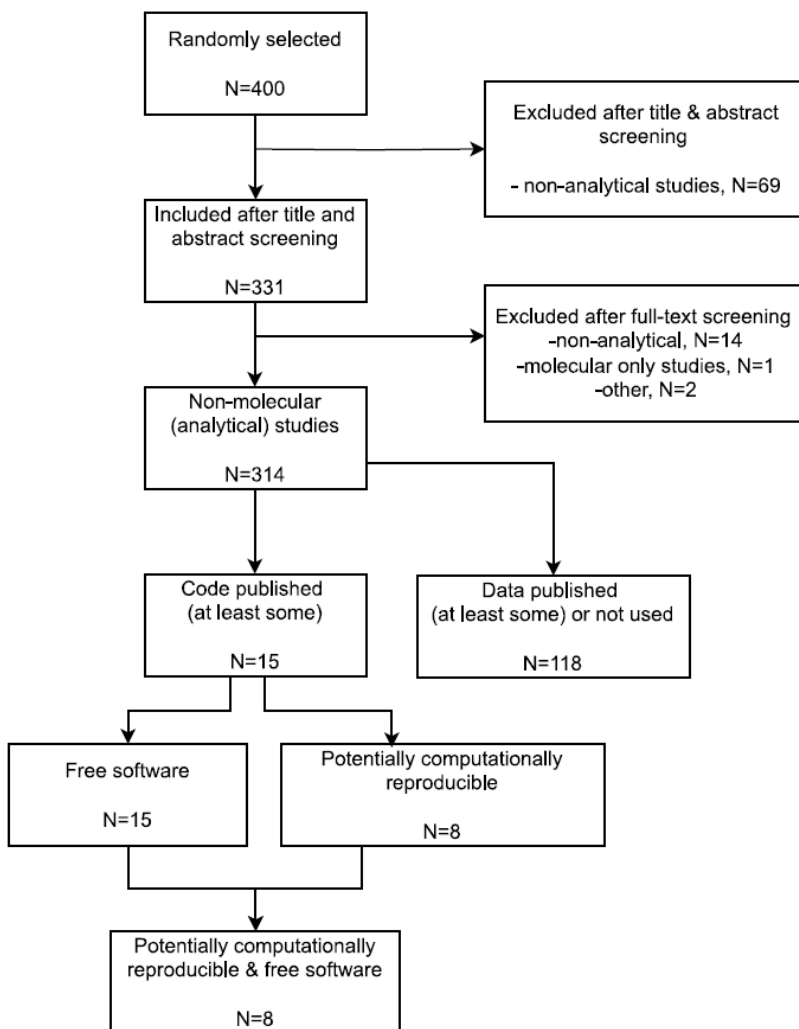 Randomly selected
N=400
Excluded after title & abstract
screening
- non-analytical studies, N=69
Included after title and
abstract screening
N=331
Excluded after full-text screening
-non-analytical, N=14
-molecular only studies, N=1
-other, N=2
Non-molecular
(analytical) studies
N=314
Code published
(at least some)
N=15
Data published
(at least some) or not used
N=118
Free software
N=15
Potentially computationally
reproducible
N=8
Potentially computationally
reproducible & free software
N=8